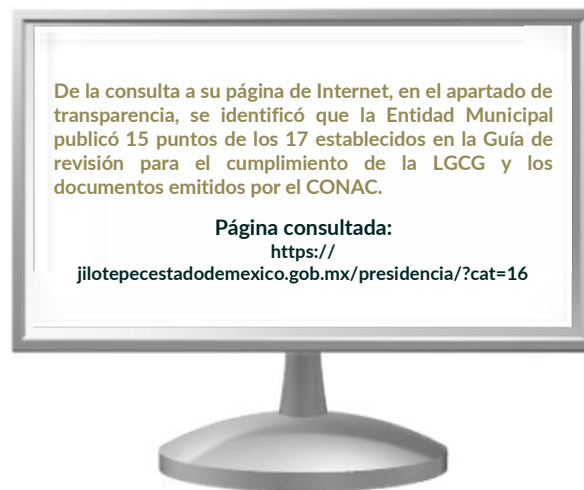 De la consulta a su página de Internet, en el apartado de
transparencia, se identificó que la Entidad Municipal
publicó 15 puntos de los 17 establecidos en la Guía de
revisión para el cumplimiento de la LGCG y los
documentos emitidos por el CONAC.
Página consultada:
https://
jilotepecestadodemexico.gob.mx/presidencia/?cat=16